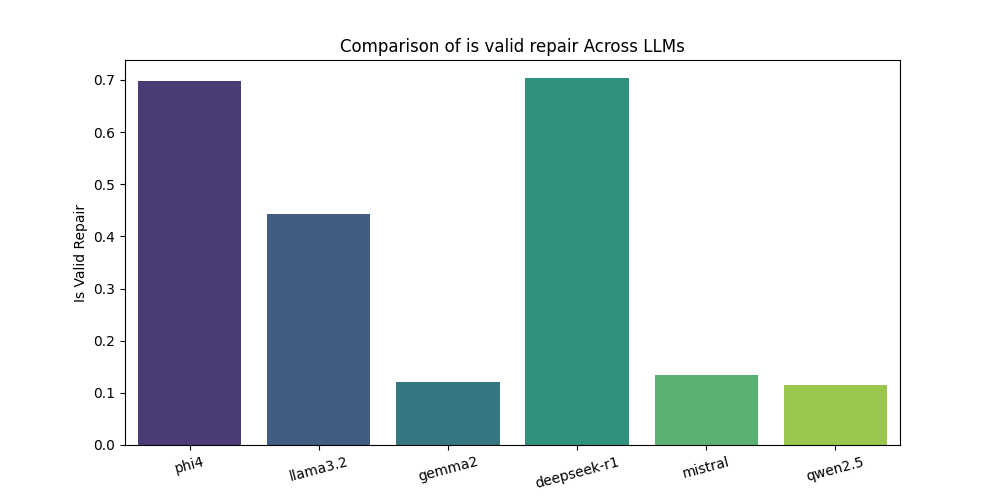 Comparison of is valid repair Across LLMs
Is Valid Repair
0.7
0.6
0.5
0.4
0.3
0.2
0.1
0.0
phi4 llama3.2 gemma2 deepseek-r1 mistral qwen2.5